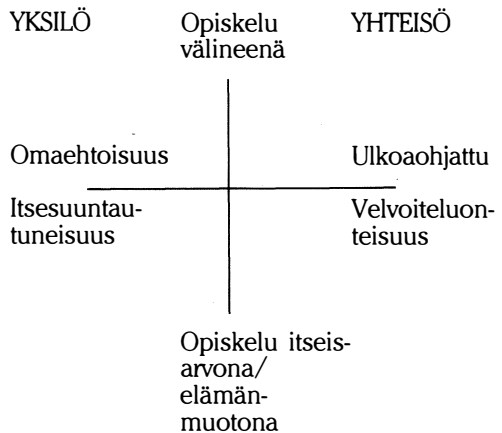 YKSILÖ Opiskelu YHTEISÖ
välineenä
Omaehtoisuus Ulkoaohjattu
Itsesuuntau- Velvoiteluon-
tuneisuus teisuus
Opiskelu itseis-
arvona/
elämän-
muotona